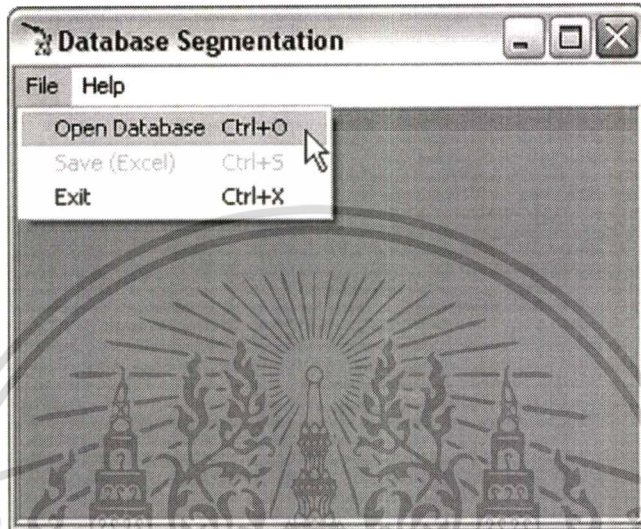 Database Segmentation
File Help
Open Database Ctrl+O
Save (Excel) Ctrl+S
Exit Ctrl+X